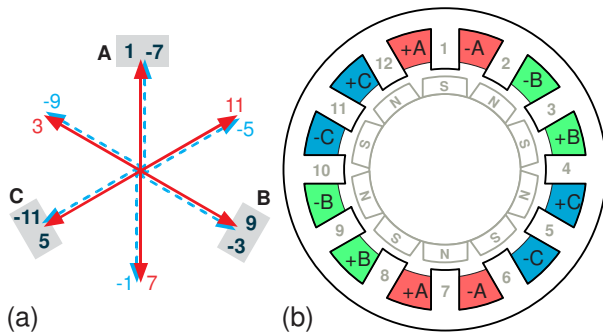 A 1 -7
-9
3
11
-5
C
-11
5
B
9
-3
-1 7
(a)
+A 1 -A
12 2
+C -B
11 3
-C +B
10 4
-B +C
9 5
+B -C
8 6
+A 7 -A
S
N N
S S
N N
S S
N
(b)